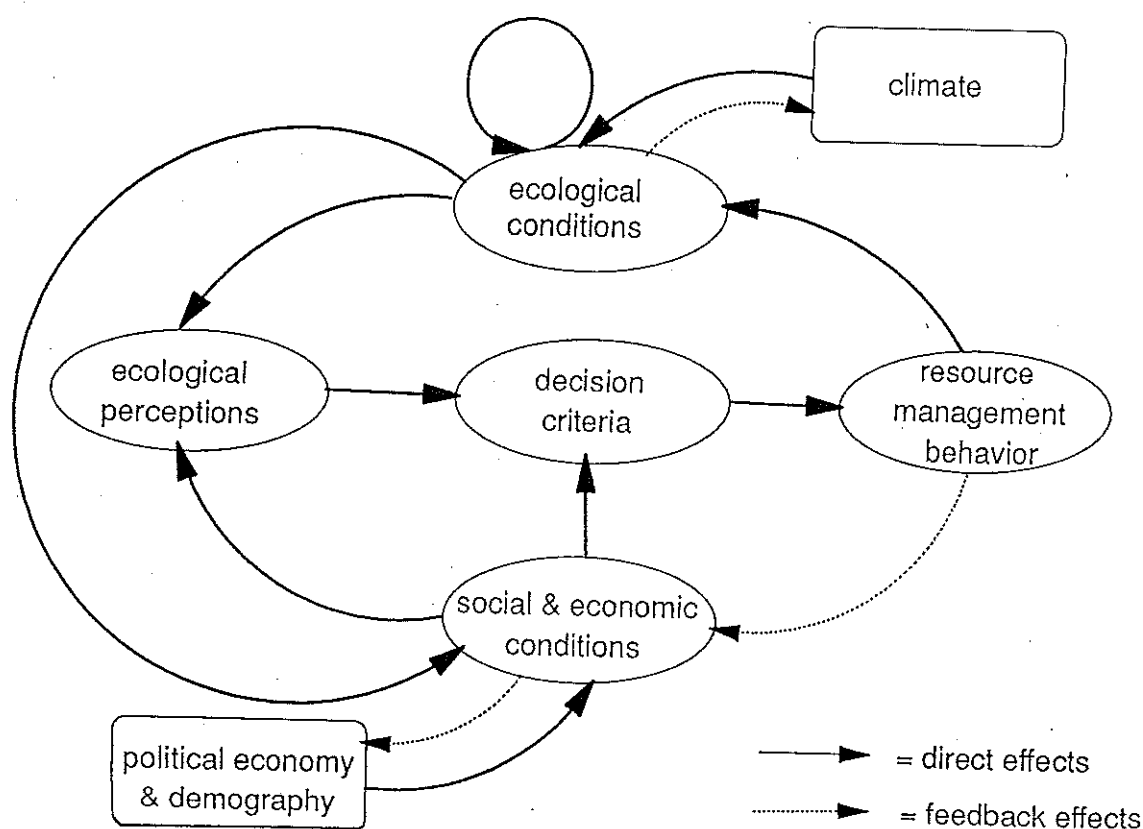 climate
ecological
conditions
ecological
perceptions
decision
criteria
resource
management
behavior
social & economic
conditions
political economy
& demography
= direct effects
= feedback effects